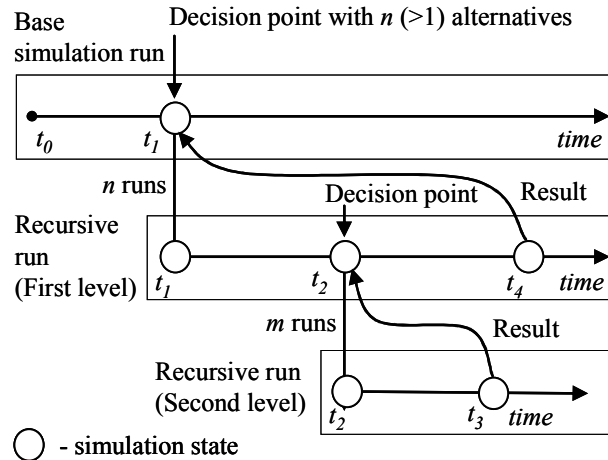 Base
simulation run
Decision point with n (>1) alternatives
t0
t1
time
n runs
Decision point
Result
Recursive
run
(First level)
t1
t2
t4
time
m runs
Result
Recursive run
(Second level)
t2
t3
time
- simulation state